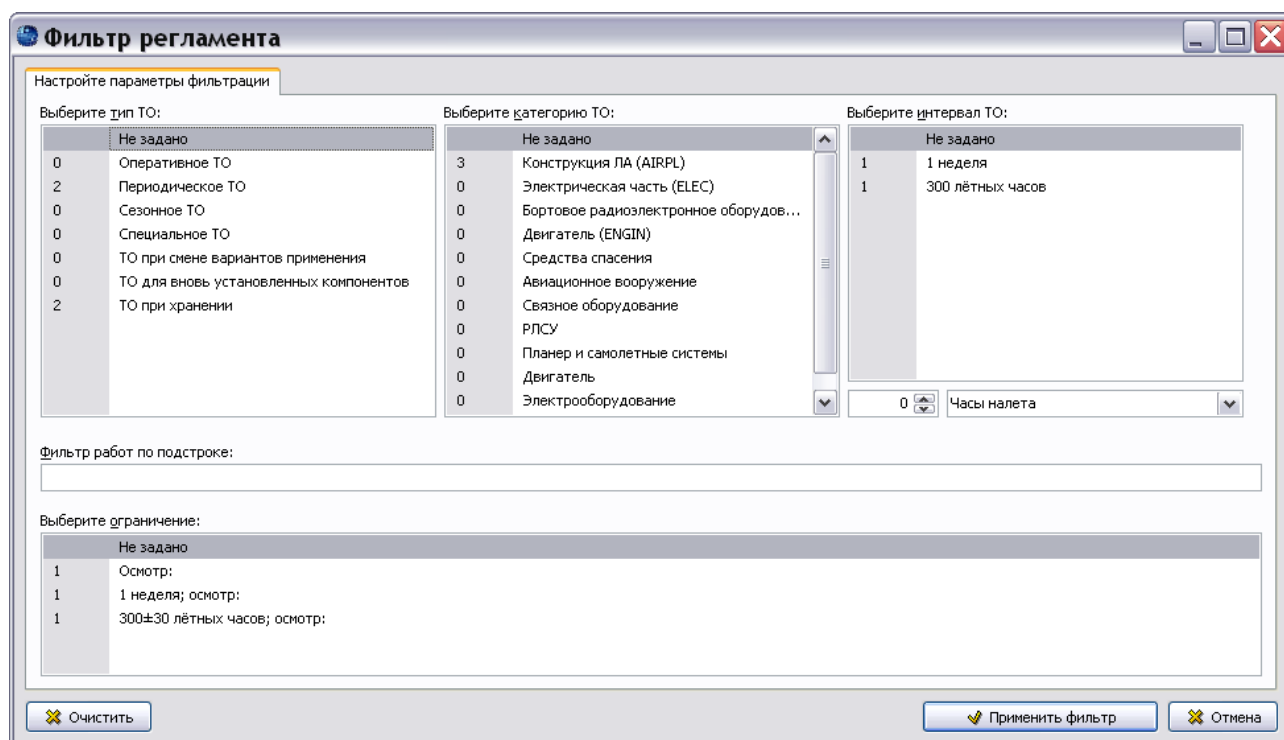 Фильтр регламента
Настройте параметры фильтрации
Выберите тип ТО:
Не задано
0 Оперативное ТО
2 Периодическое ТО
0 Сезонное ТО
0 Специальное ТО
0 ТО при смене вариантов применения
0 ТО для вновь установленных компонентов
2 ТО при хранении
Выберите категорию ТО:
Не задано
3 Конструкция ЛА (AIRPL)
0 Электрическая часть (ELEC)
0 Бортовое радиоэлектронное оборудов...
0 Двигатель (ENGIN)
0 Средства спасения
0 Авиационное вооружение
0 Связное оборудование
0 РЛСУ
0 Планер и самолетные системы
0 Двигатель
0 Электрооборудование
Выберите интервал ТО:
Не задано
1 1 неделя
1 300 лётных часов
0 Часы налета
Фильтр работ по подстроке:
Выберите ограничение:
Не задано
1 Осмотр:
1 1 неделя; осмотр:
1 300±30 лётных часов; осмотр:
Очистить
Применить фильтр
Отмена